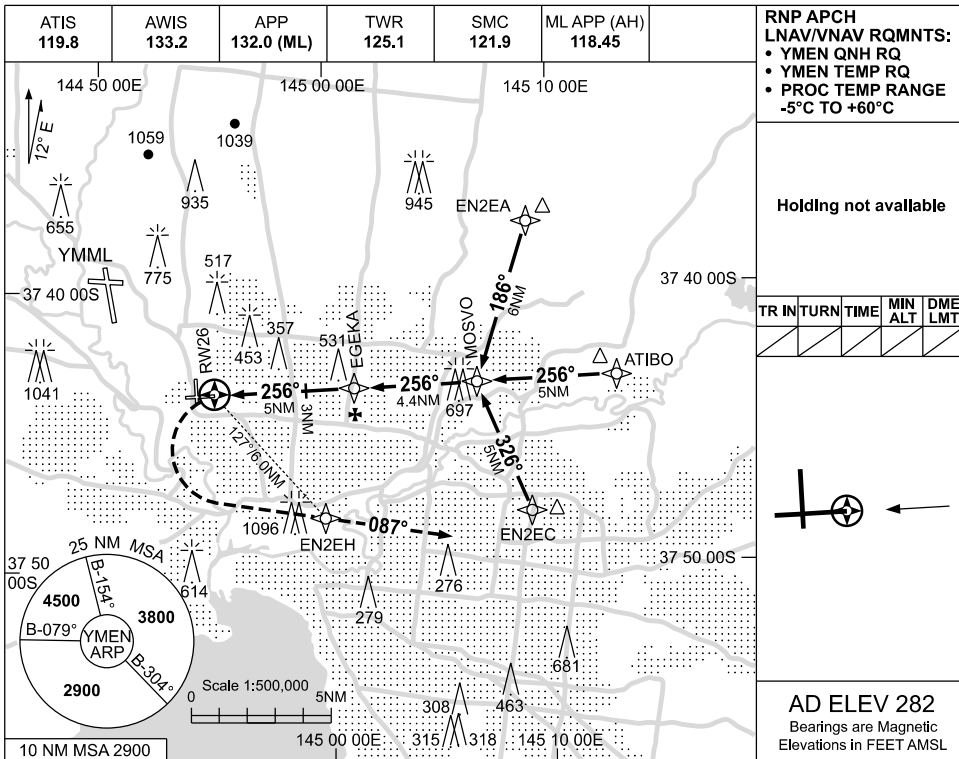 ATIS
119.8
AWIS
133.2
APP
132.0 (ML)
TWR
125.1
SMC
121.9
ML APP (AH)
118.45
RNP APCH
LNAV/VNAV RQMNTS:
• YMEN QNH RQ
• YMEN TEMP RQ
• PROC TEMP RANGE
-5°C TO +60°C
Holding not available
TR IN
TURN
TIME
MIN ALT
DME LMT
144 50 00E
145 00 00E
145 10 00E
12° E
1059
1039
935
945
655
775
EN2EA
YMML
517
37 40 00S
37 40 00S
186°
6NM
453
357
531
RW26
EGEKA
MOSVO
ATIBO
1041
256°
5NM
3NM
256°
4.4NM
697
256°
5NM
127°/6.0NM
326°
5NM
1096
EN2EH
087°
EN2EC
37 50 00S
37 50
00S
614
276
279
681
463
308
315
318
25 NM MSA
B-154°
4500
3800
B-079°
YMEN
ARP
B-304°
2900
Scale 1:500,000
0
5NM
145 00 00E
145 10 00E
10 NM MSA 2900
AD ELEV 282
Bearings are Magnetic
Elevations in FEET AMSL